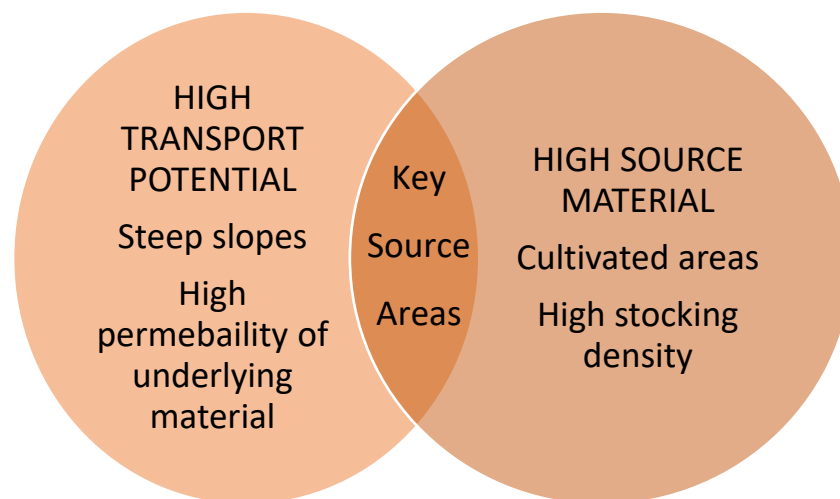 HIGH
TRANSPORT
POTENTIAL
Steep slopes
High
permebaility of
underlying
material
Key
Source
Areas
HIGH SOURCE
MATERIAL
Cultivated areas
High stocking
density